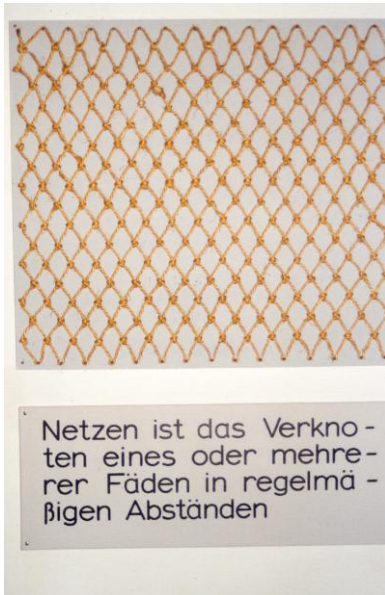 Netzen ist das Verkno-
ten eines oder mehre-
rer Fäden in regelmä-
ßigen Abständen